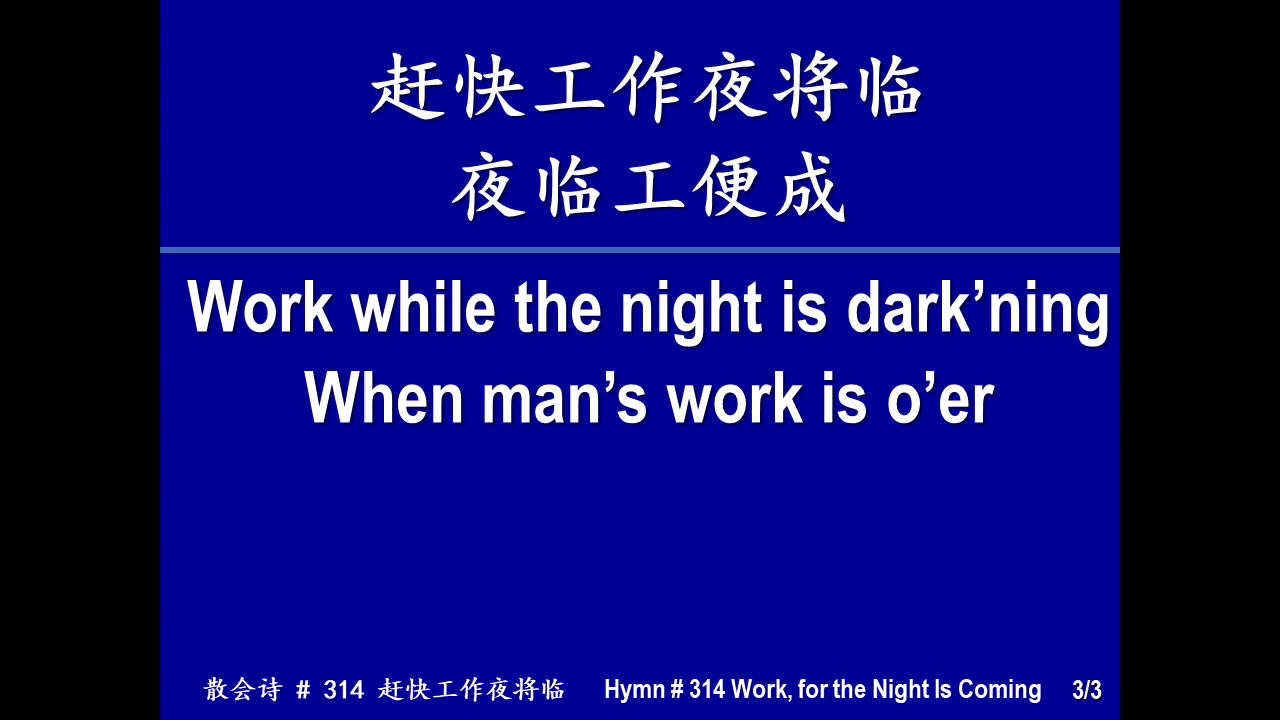 赶快工作夜将临
夜临工便成
Work while the night is dark’ning
When man’s work is o’er
散会诗 # 314 赶快工作夜将临 Hymn # 314 Work, for the Night Is Coming 3/3